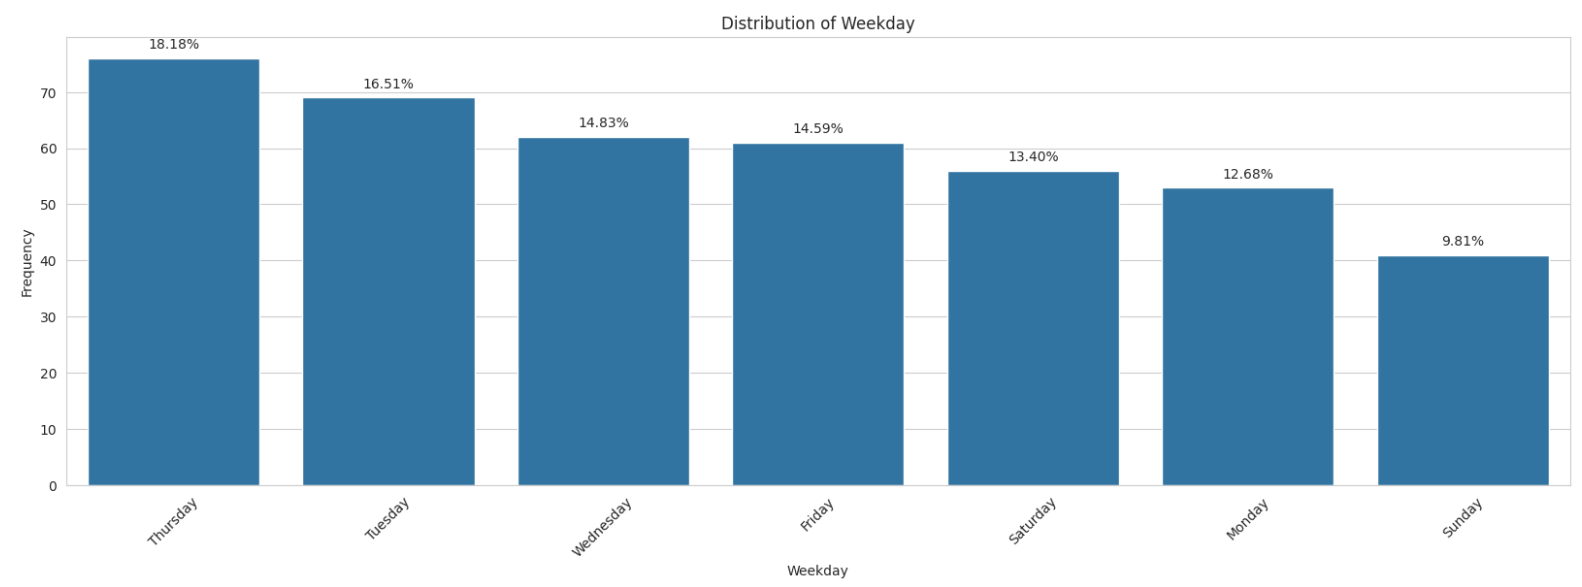 Distribution of Weekday
18.18%
16.51%
14.83%
14.59%
13.40%
12.68%
9.81%
Frequency
70
60
50
40
30
20
10
0
Thursday
Tuesday
Wednesday
Friday
Saturday
Monday
Sunday
Weekday